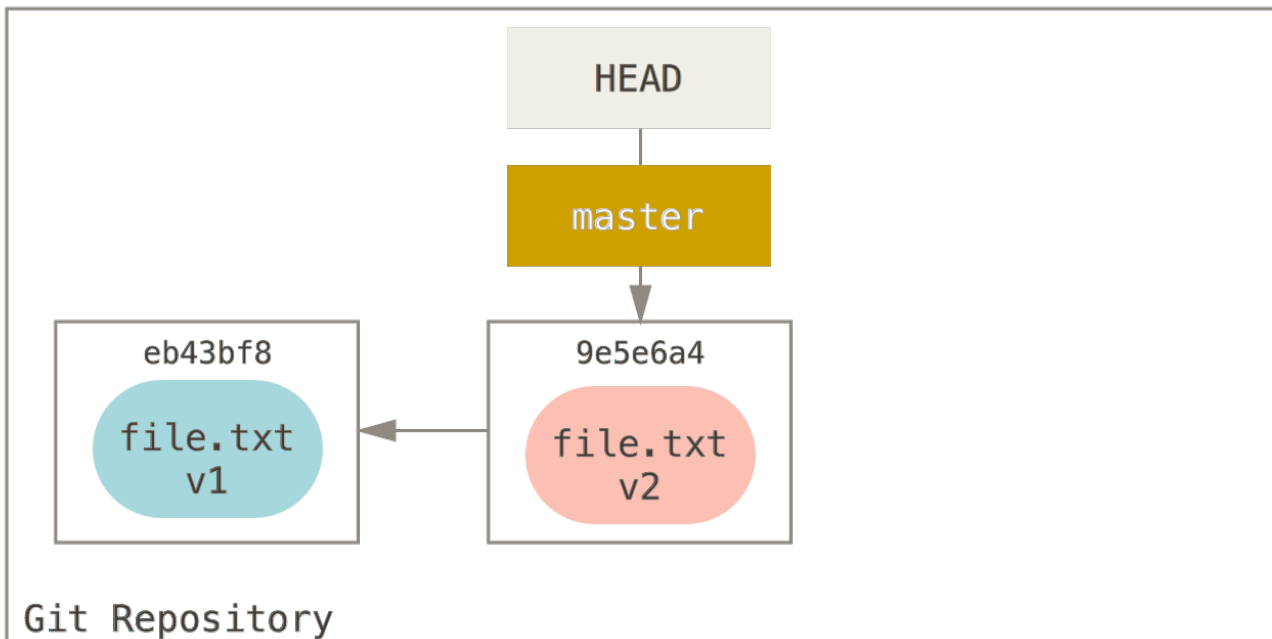 HEAD
master
eb43bf8
file.txt
v1
9e5e6a4
file.txt
v2
Git Repository